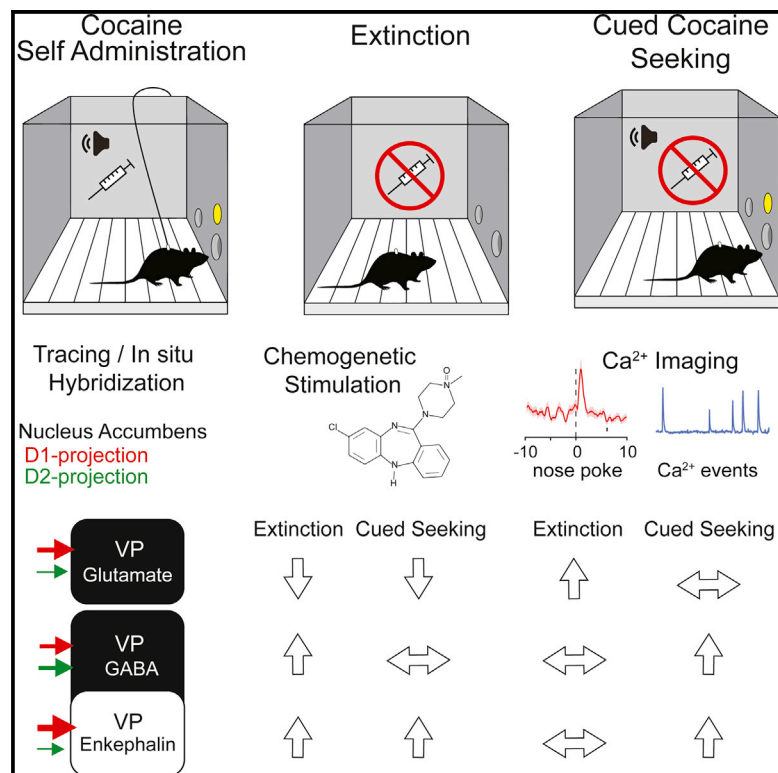 Cocaine
Self Administration
Extinction
Cued Cocaine
Seeking
Tracing / In situ
Hybridization
Nucleus Accumbens
D1-projection
D2-projection
Chemogenetic
Stimulation
O
N
N
N
Cl
N
H
Ca²⁺ Imaging
-10 0 10
nose poke
Ca²⁺ events
Extinction Cued Seeking Extinction Cued Seeking
VP
Glutamate
VP
GABA
VP
Enkephalin